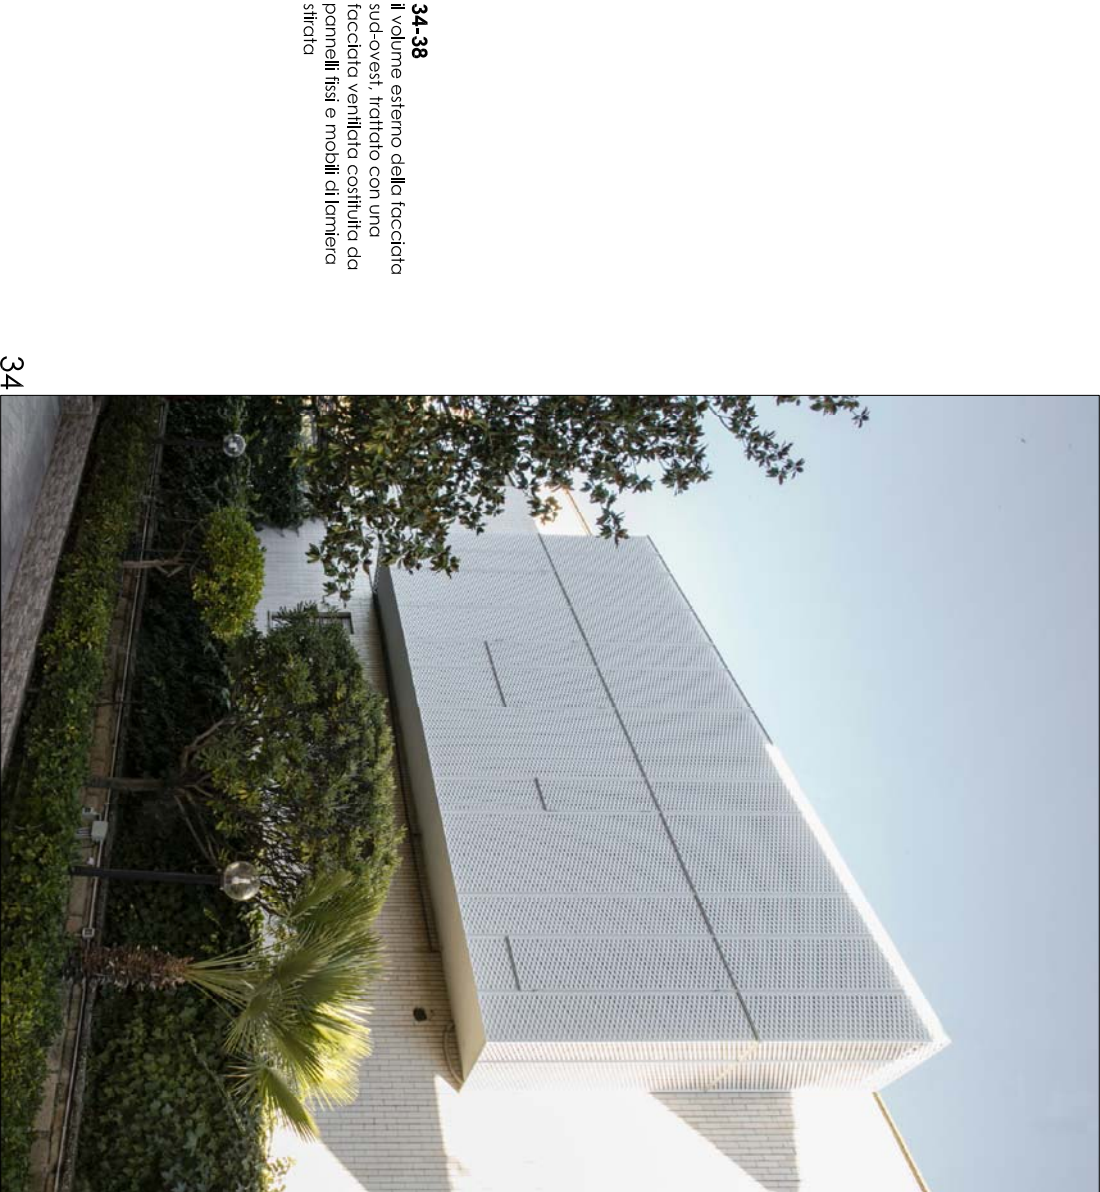 34-38
il volume esterno della facciata
sud-ovest, trattato con una
facciata ventilata costituita da
pannelli fissi e mobili di lamiera
stirata
34